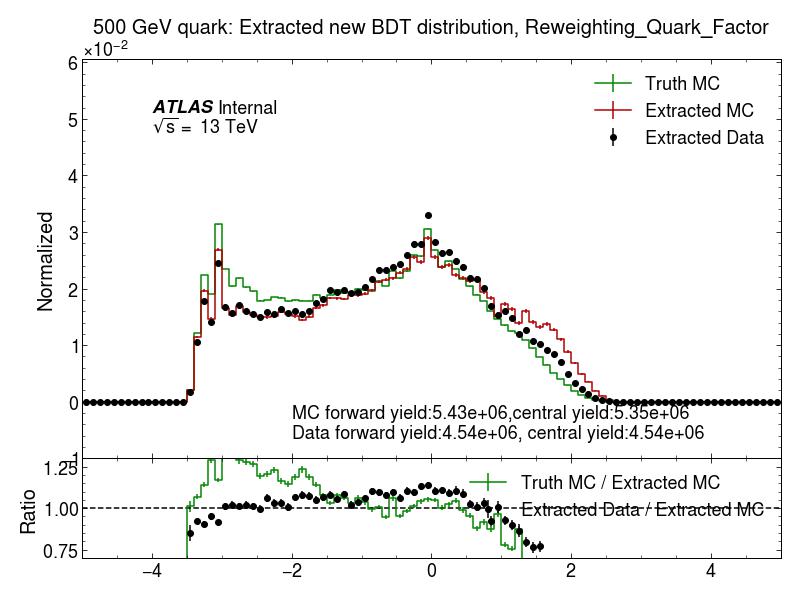 500 GeV quark: Extracted new BDT distribution, Reweighting_Quark_Factor
×10⁻²
6
5
4
3
2
1
0
Normalized
ATLAS Internal
√s = 13 TeV
Truth MC
Extracted MC
Extracted Data
MC forward yield:5.43e+06,central yield:5.35e+06
Data forward yield:4.54e+06, central yield:4.54e+06
1
1.25
1.00
0.75
Ratio
Truth MC / Extracted MC
Extracted Data / Extracted MC
−4 −2 0 2 4